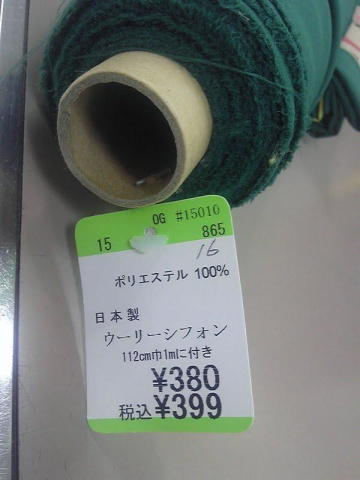 OG #15010
15 865
16
ポリエステル 100%
日本製
ウーリーシフォン
112cm巾1mに付き
¥380
税込¥399